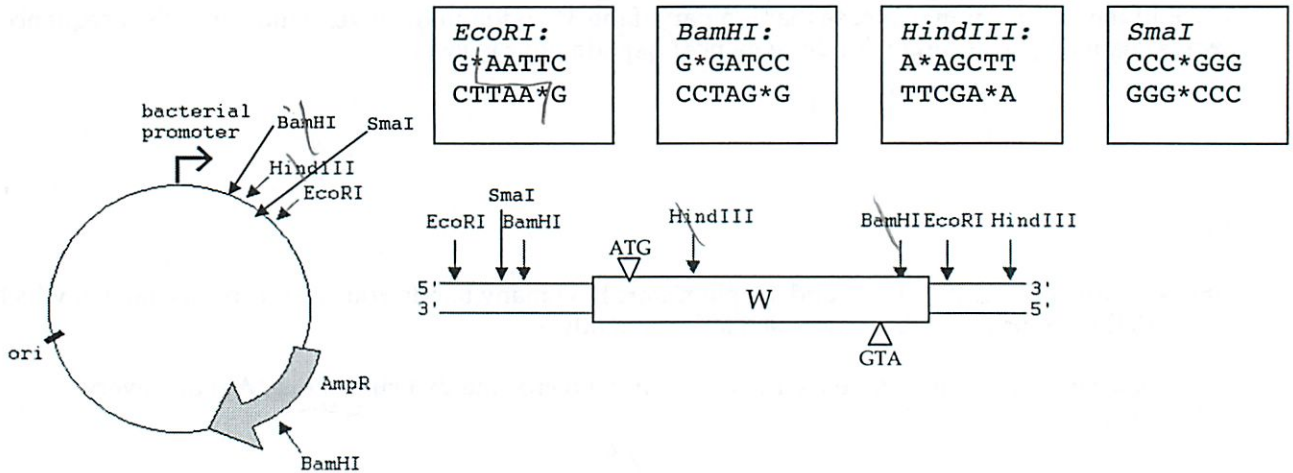 EcoRI:
G*AATTC
CTTAA*G
BamHI:
G*GATCC
CCTAG*G
HindIII:
A*AGCTT
TTCGA*A
SmaI
CCC*GGG
GGG*CCC
bacterial
promoter
BamHI
SmaI
HindIII
EcoRI
ori
AmpR
BamHI
EcoRI
SmaI
BamHI
HindIII
BamHI
EcoRI
HindIII
ATG
5'
3'
W
3'
5'
GTA